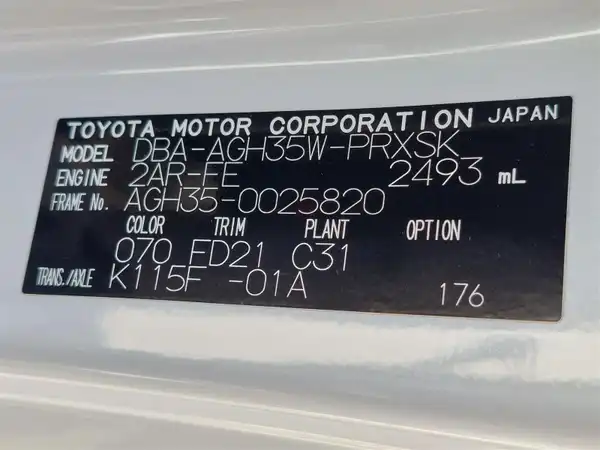 TOYOTA MOTOR CORPORATION JAPAN
MODEL DBA-AGH35W-PRXSK
ENGINE 2AR-FE 2493 mL
FRAME No. AGH35-0025820
COLOR TRIM PLANT OPTION
070 FD21 C31
TRANS./AXLE K115F -01A
176